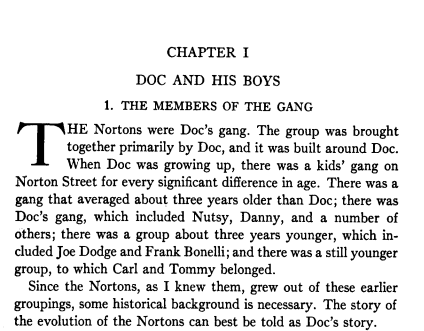 CHAPTER I
DOC AND HIS BOYS
1. THE MEMBERS OF THE GANG
THE Nortons were Doc's gang. The group was brought
together primarily by Doc, and it was built around Doc.
When Doc was growing up, there was a kids' gang on
Norton Street for every significant difference in age. There was a
gang that averaged about three years older than Doc; there was
Doc's gang, which included Nutsy, Danny, and a number of
others; there was a group about three years younger, which in-
cluded Joe Dodge and Frank Bonelli; and there was a still younger
group, to which Carl and Tommy belonged.
Since the Nortons, as I knew them, grew out of these earlier
groupings, some historical background is necessary. The story of
the evolution of the Nortons can best be told as Doc's story.